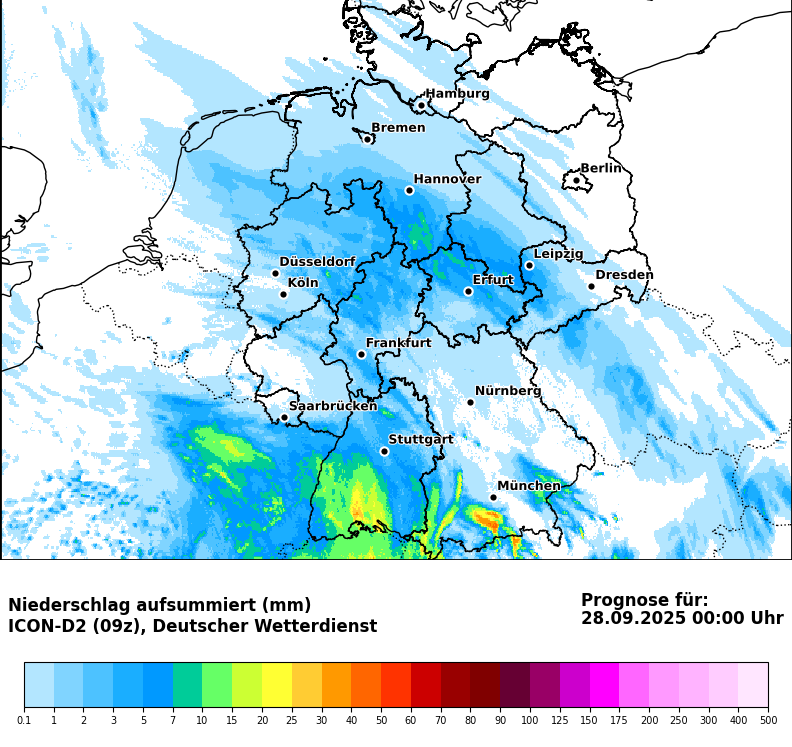 Hamburg
Bremen
Berlin
Hannover
Leipzig
Düsseldorf
Dresden
Köln
Erfurt
Frankfurt
Nürnberg
Saarbrücken
Stuttgart
München
Niederschlag aufsummiert (mm)
ICON-D2 (09z), Deutscher Wetterdienst
Prognose für:
28.09.2025 00:00 Uhr
0.1 1 2 3 5 7 10 15 20 25 30 40 50 60 70 80 90 100 125 150 175 200 250 300 400 500